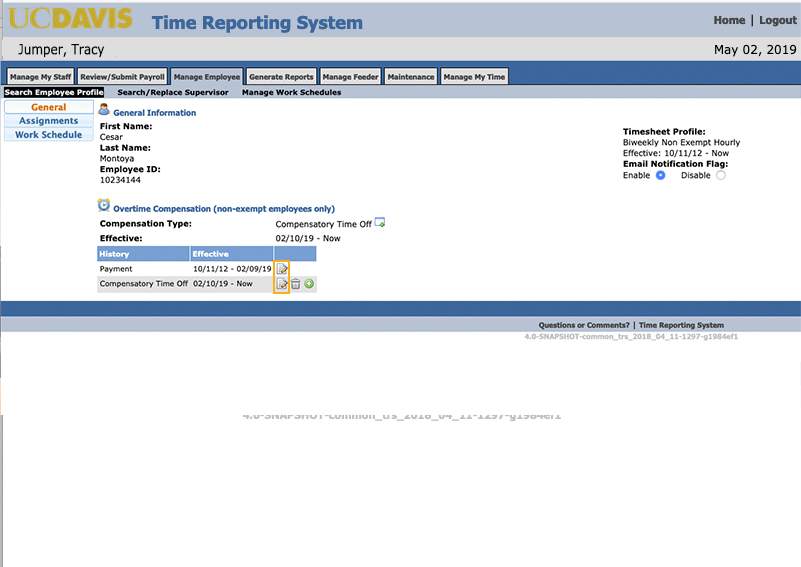 UCDAVIS Time Reporting System Home | Logout
Jumper, Tracy May 02, 2019
Manage My Staff Review/Submit Payroll Manage Employee Generate Reports Manage Feeder Maintenance Manage My Time
Search Employee Profile Search/Replace Supervisor Manage Work Schedules
General
Assignments
Work Schedule
General Information
First Name:
Cesar
Last Name:
Montoya
Employee ID:
10234144
Timesheet Profile:
Biweekly Non Exempt Hourly
Effective: 10/11/12 - Now
Email Notification Flag:
Enable Disable
Overtime Compensation (non-exempt employees only)
Compensation Type: Compensatory Time Off
Effective: 02/10/19 - Now
History Effective
Payment 10/11/12 - 02/09/19
Compensatory Time Off 02/10/19 - Now
Questions or Comments? | Time Reporting System
4.0-SNAPSHOT-common_trs_2018_04_11-1297-g1984ef1
4.0-SNAPSHOT-common_trs_2018_04_11-1297-g1984ef1